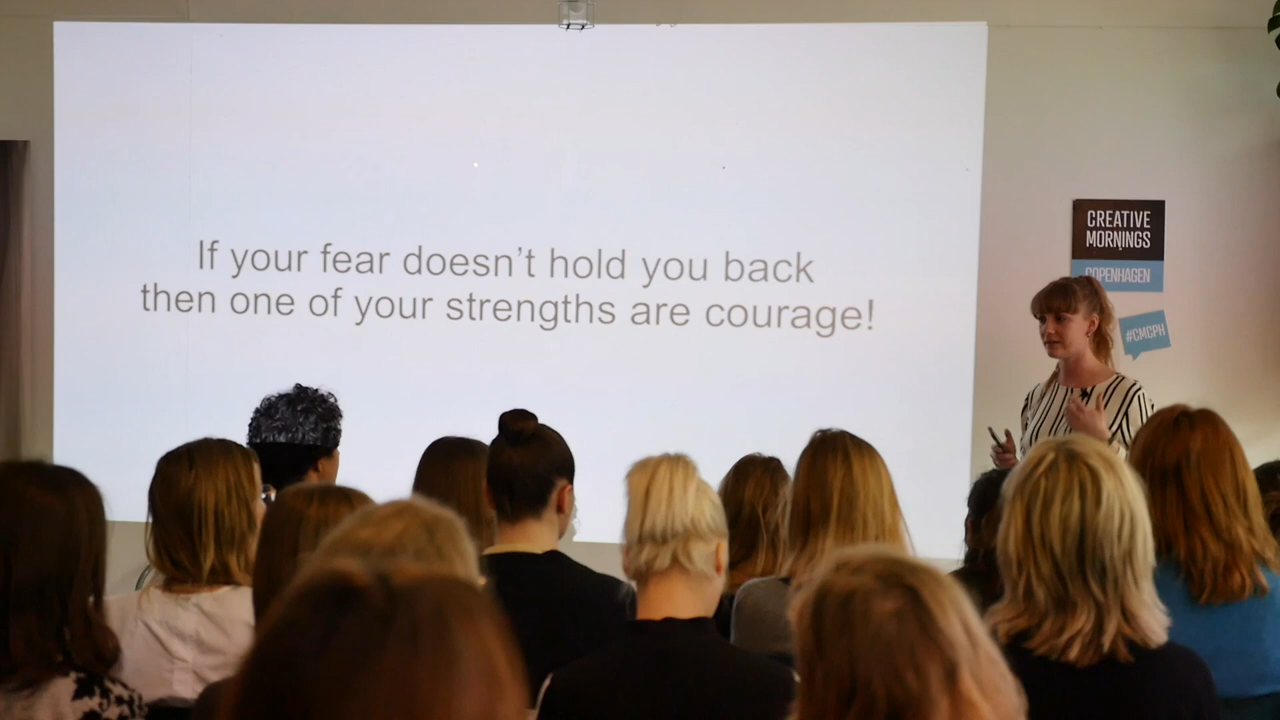 If your fear doesn't hold you back
then one of your strengths are courage!
CREATIVE
MORNINGS
COPENHAGEN
#CMCPH